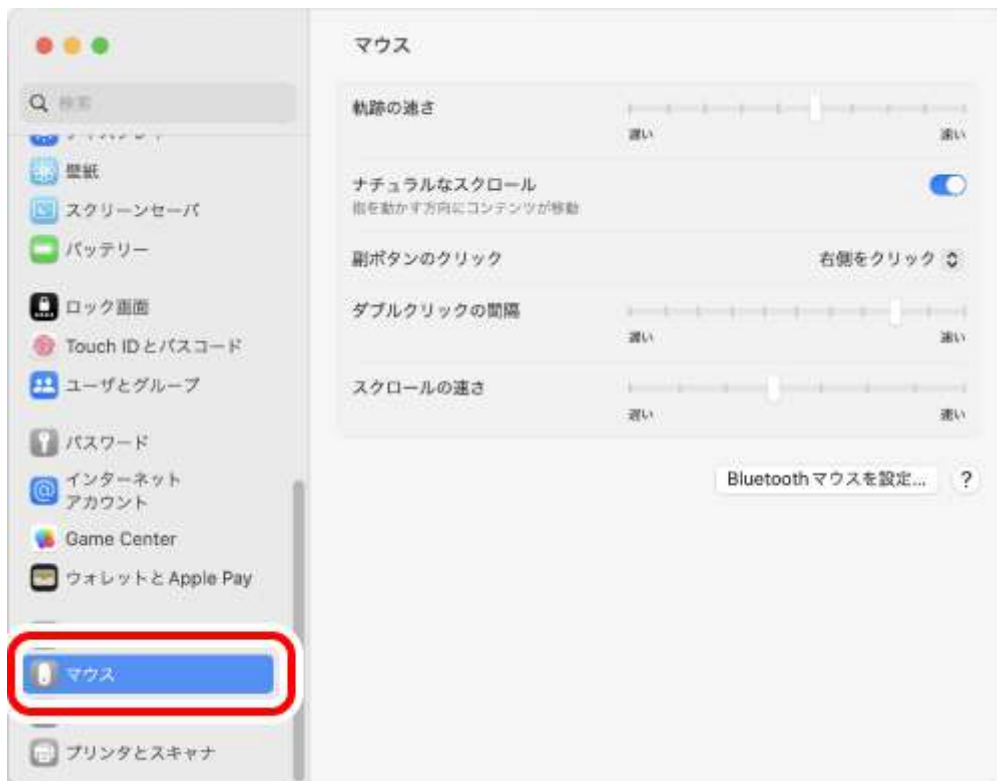 マウス
検索
壁紙
スクリーンセーバ
バッテリー
ロック画面
Touch IDとパスコード
ユーザとグループ
パスワード
インターネット
アカウント
Game Center
ウォレットとApple Pay
マウス
プリンタとスキャナ
軌跡の速さ
遅い 速い
ナチュラルなスクロール
指を動かす方向にコンテンツが移動
副ボタンのクリック 右側をクリック
ダブルクリックの間隔
遅い 速い
スクロールの速さ
遅い 速い
Bluetoothマウスを設定... ?